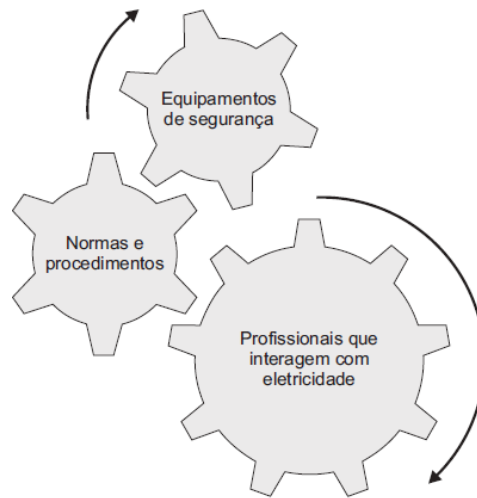 Equipamentos
de segurança
Normas e
procedimentos
Profissionais que
interagem com
eletricidade